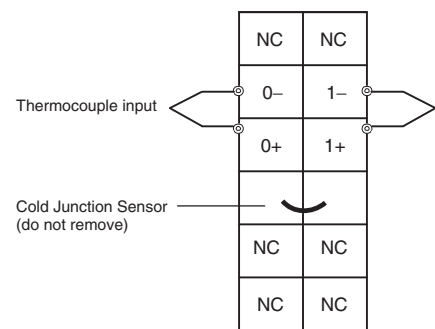 NC NC
0– 1–
Thermocouple input
0+ 1+
Cold Junction Sensor
(do not remove)
NC NC
NC NC